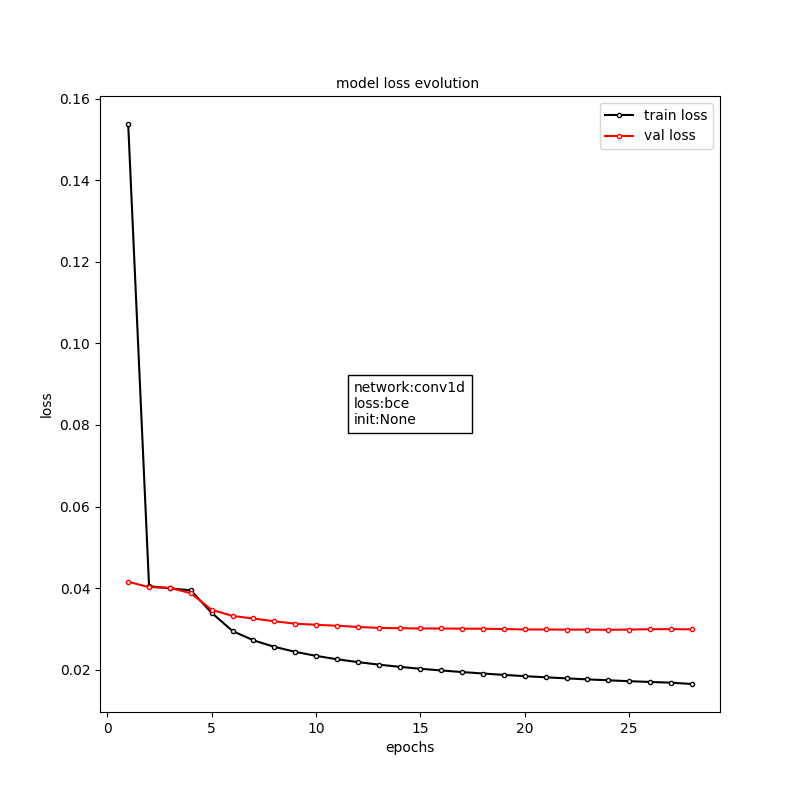 model loss evolution
0.16
0.14
0.12
0.10
0.08
0.06
0.04
0.02
loss
train loss
val loss
network:conv1d
loss:bce
init:None
0 5 10 15 20 25
epochs